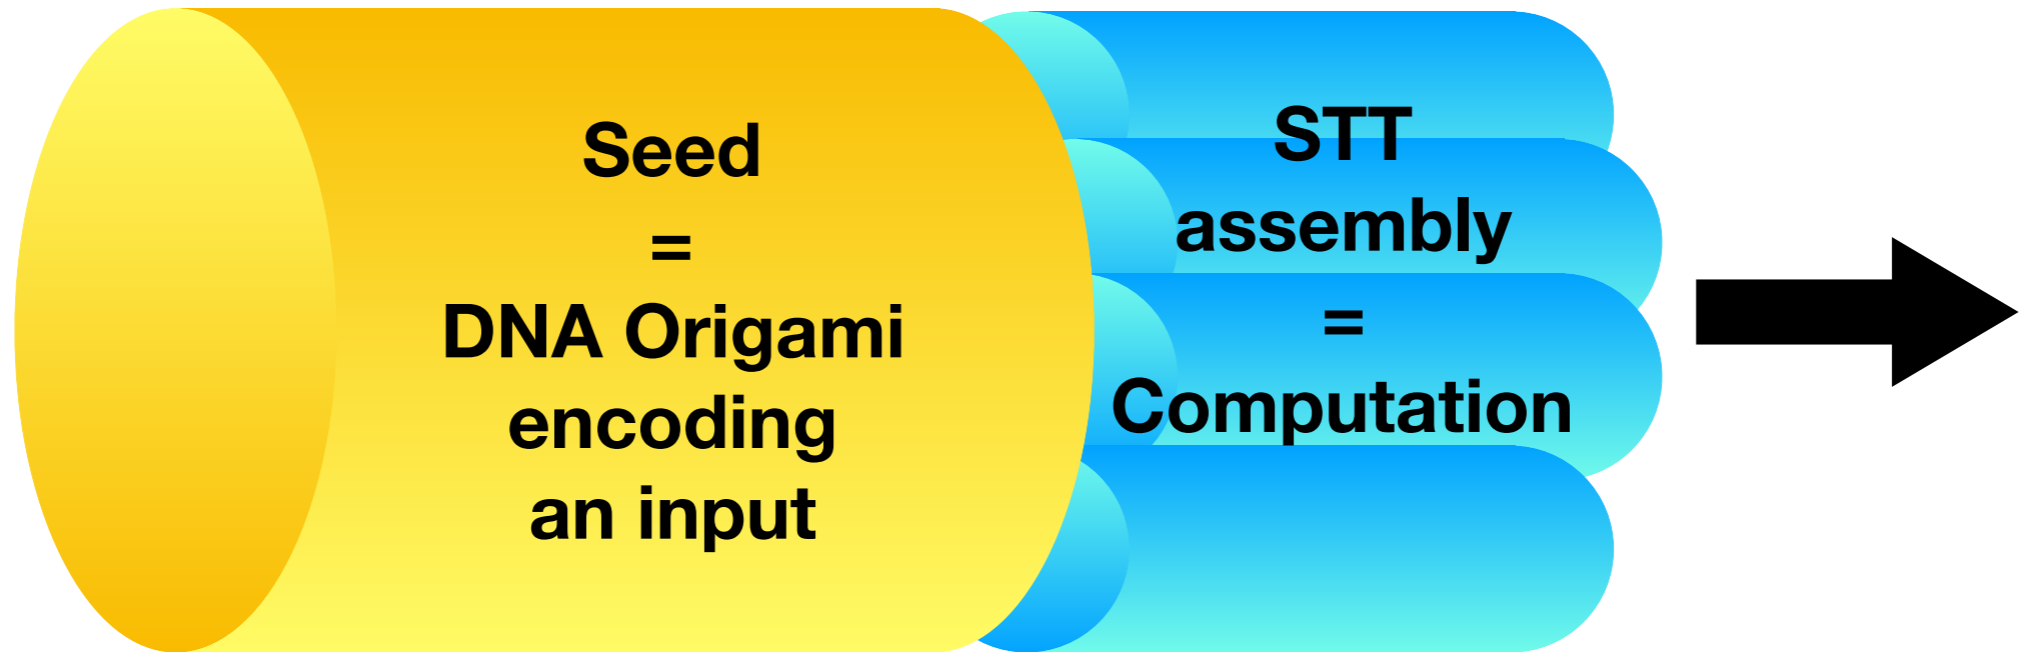 Seed
=
DNA Origami
encoding
an input
STT
assembly
=
Computation